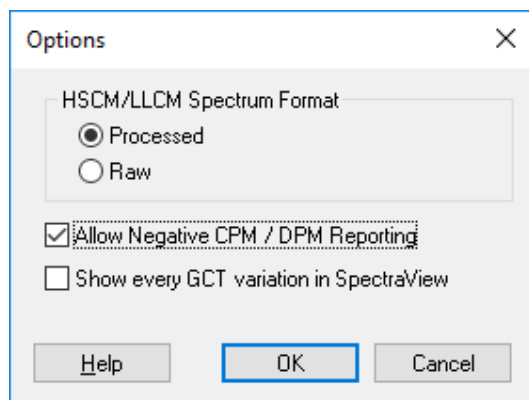 Options
HSCM/LLCM Spectrum Format
Processed
Raw
Allow Negative CPM / DPM Reporting
Show every GCT variation in SpectraView
Help
OK
Cancel